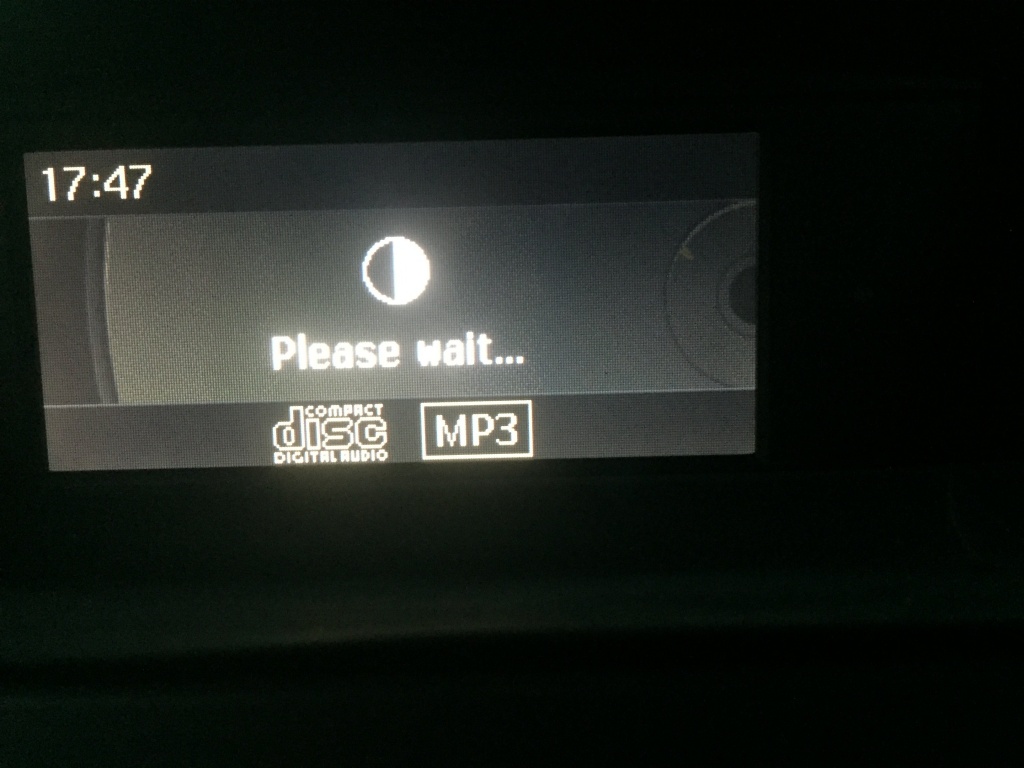 17:47
Please wait...
COMPACT
disc
DIGITAL AUDIO
MP3